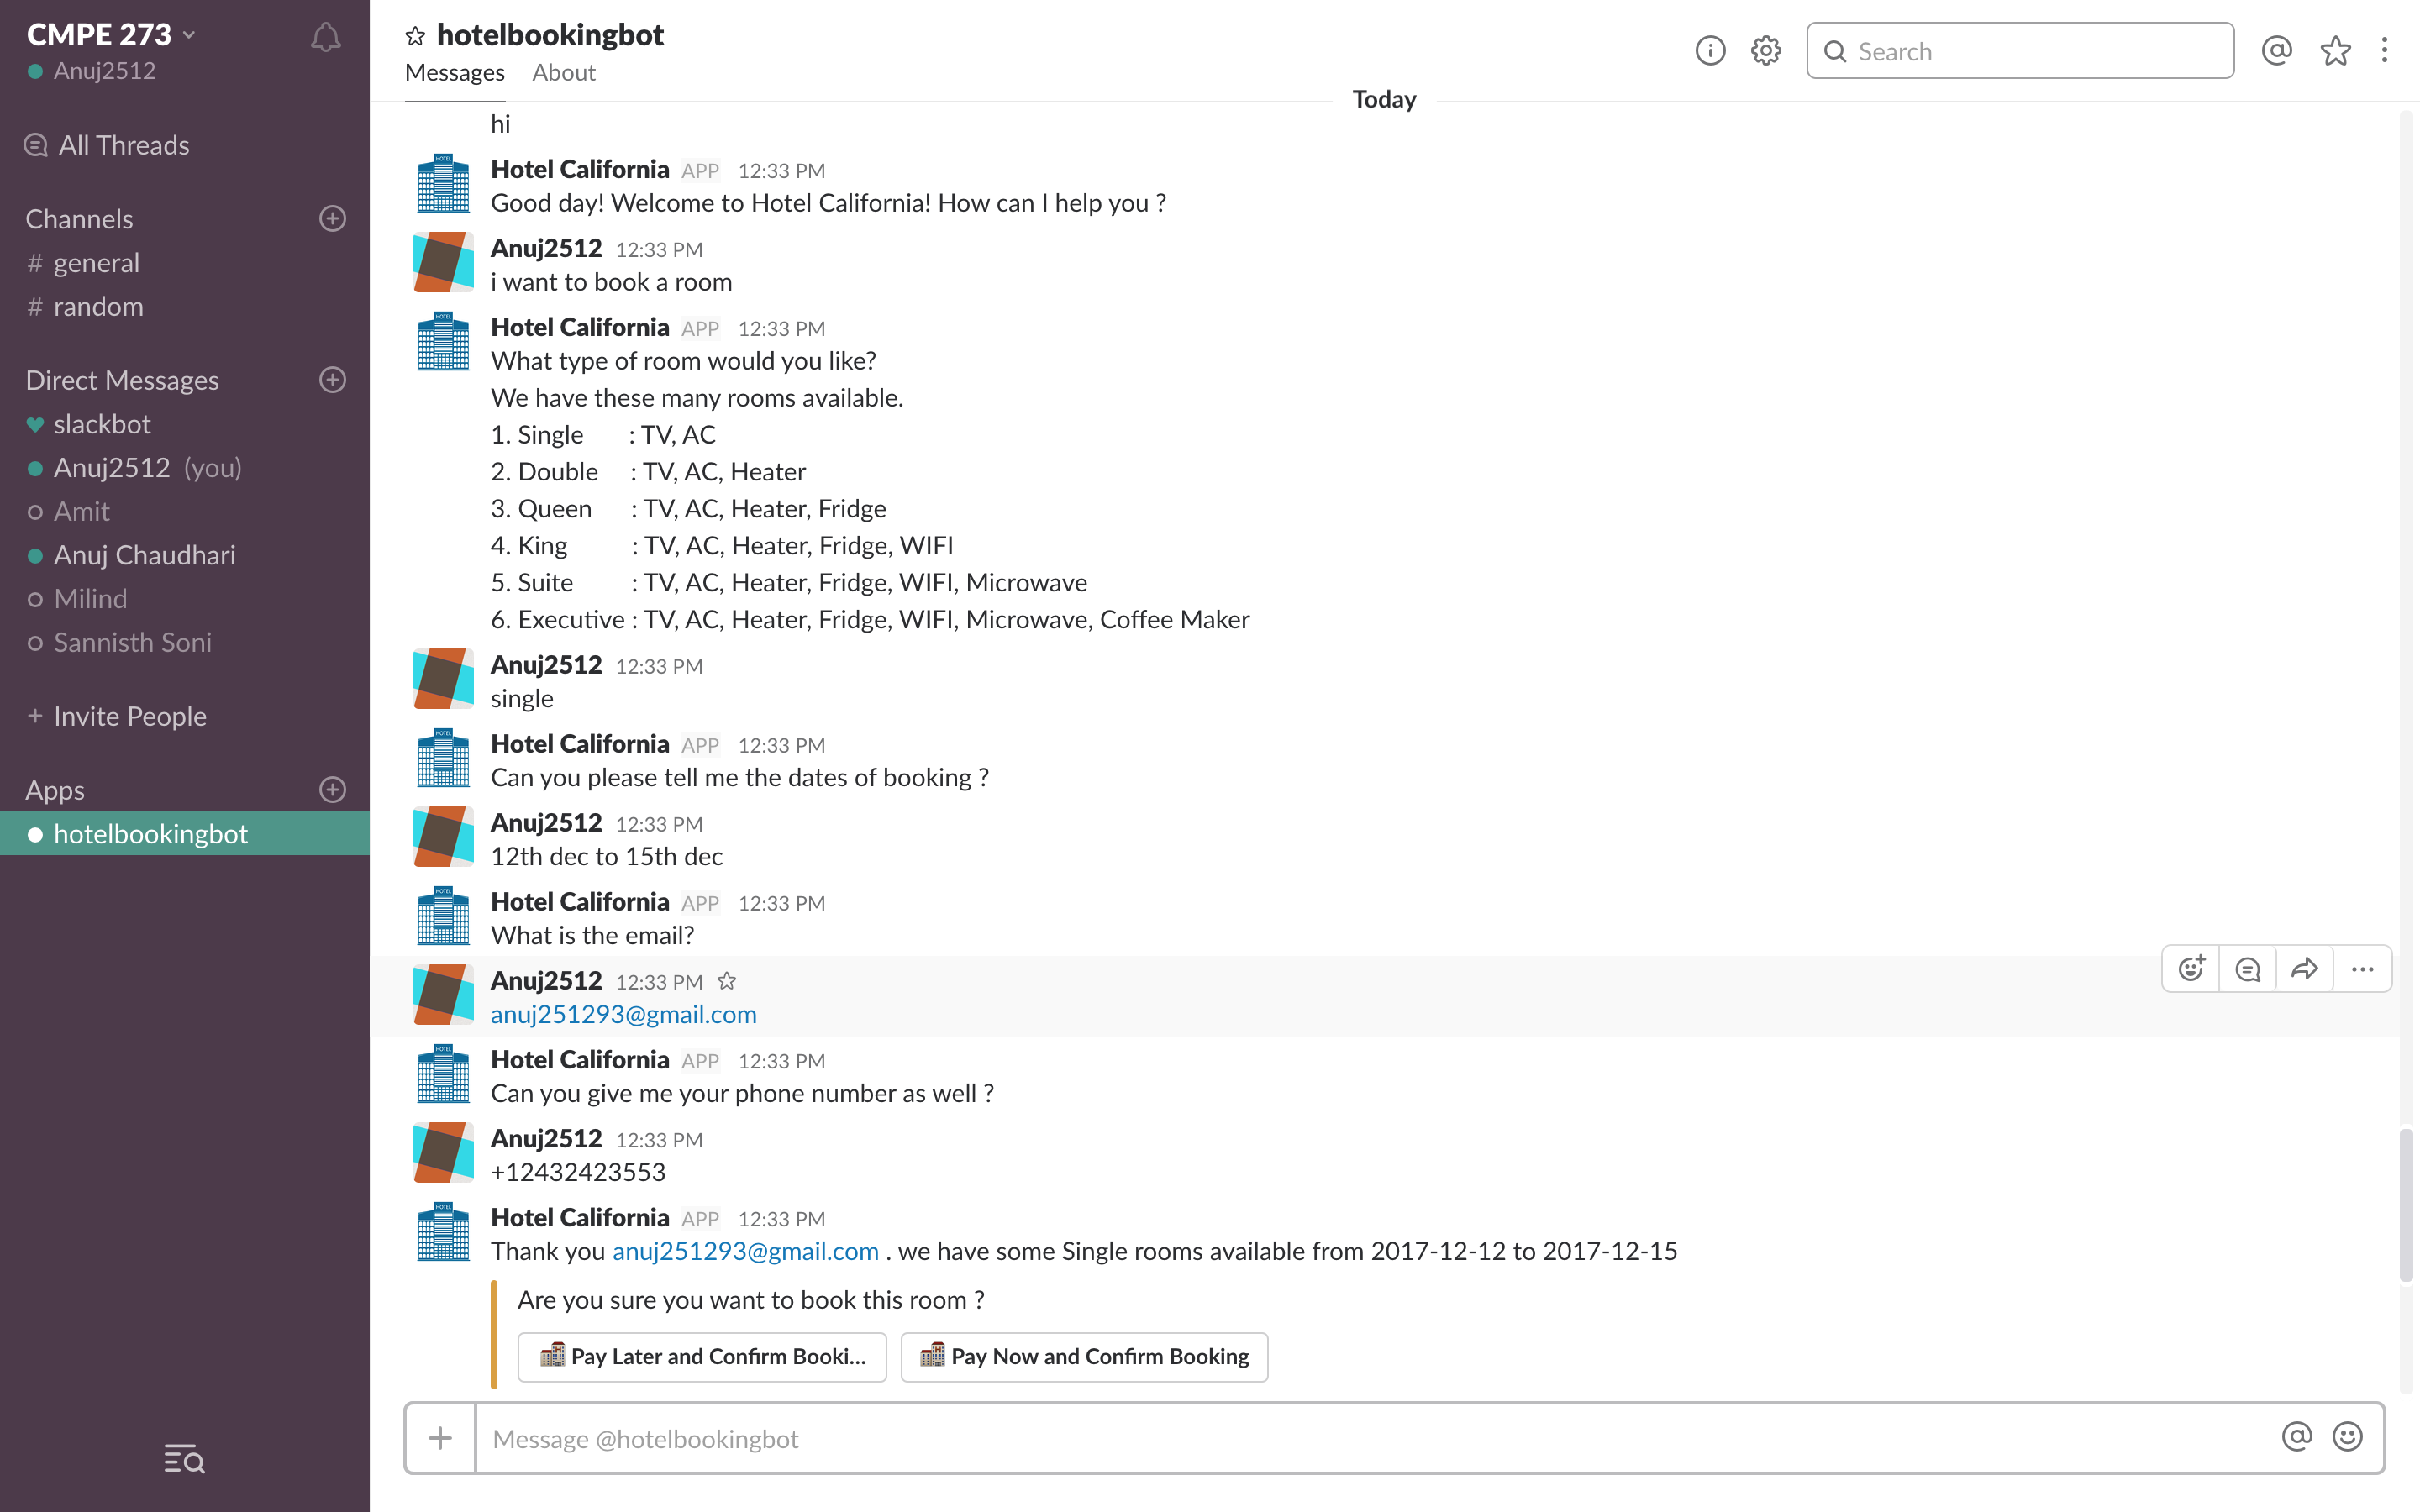 CMPE 273
Anuj2512
All Threads
Channels
# general
# random
Direct Messages
slackbot
Anuj2512 (you)
Amit
Anuj Chaudhari
Milind
Sannisth Soni
+ Invite People
Apps
hotelbookingbot
hotelbookingbot
Messages About
Search
Today
hi
HOTEL
Hotel California APP 12:33 PM
Good day! Welcome to Hotel California! How can I help you ?
Anuj2512 12:33 PM
i want to book a room
HOTEL
Hotel California APP 12:33 PM
What type of room would you like?
We have these many rooms available.
1. Single : TV, AC
2. Double : TV, AC, Heater
3. Queen : TV, AC, Heater, Fridge
4. King : TV, AC, Heater, Fridge, WIFI
5. Suite : TV, AC, Heater, Fridge, WIFI, Microwave
6. Executive : TV, AC, Heater, Fridge, WIFI, Microwave, Coffee Maker
Anuj2512 12:33 PM
single
HOTEL
Hotel California APP 12:33 PM
Can you please tell me the dates of booking ?
Anuj2512 12:33 PM
12th dec to 15th dec
HOTEL
Hotel California APP 12:33 PM
What is the email?
Anuj2512 12:33 PM
anuj251293@gmail.com
HOTEL
Hotel California APP 12:33 PM
Can you give me your phone number as well ?
Anuj2512 12:33 PM
+12432423553
HOTEL
Hotel California APP 12:33 PM
Thank you anuj251293@gmail.com . we have some Single rooms available from 2017-12-12 to 2017-12-15
Are you sure you want to book this room ?
Pay Later and Confirm Booki... Pay Now and Confirm Booking
Message @hotelbookingbot